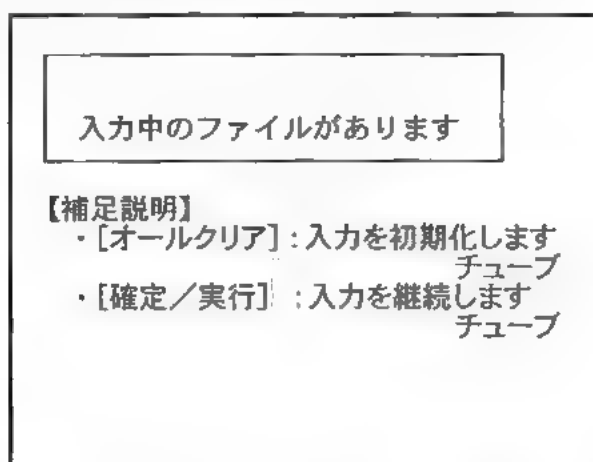 入力中のファイルがあります
【補足説明】
・[オールクリア]:入力を初期化します
チューブ
・[確定/実行] :入力を継続します
チューブ